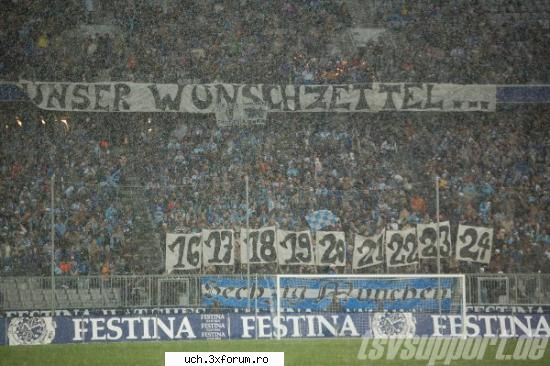 UNSER WUNSCHZETTEL...
16 17 18 19 20 21 22 23 24
FESTINA FESTINA FESTINA FESTINA
tsvsupport.de
uch.3xforum.ro